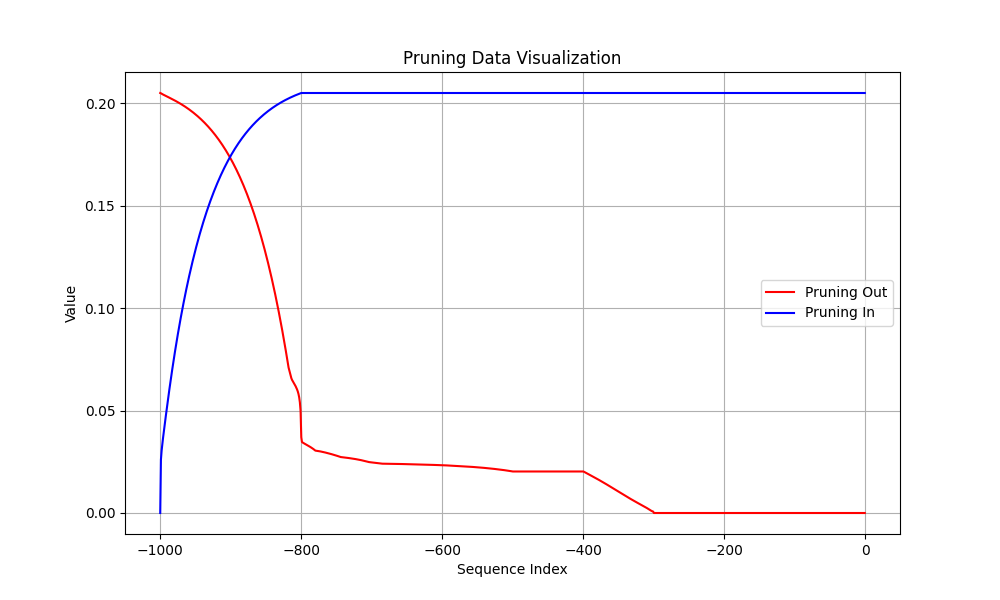 Pruning Data Visualization
Value
0.20
0.15
0.10
0.05
0.00
Pruning Out
Pruning In
−1000 −800 −600 −400 −200 0
Sequence Index